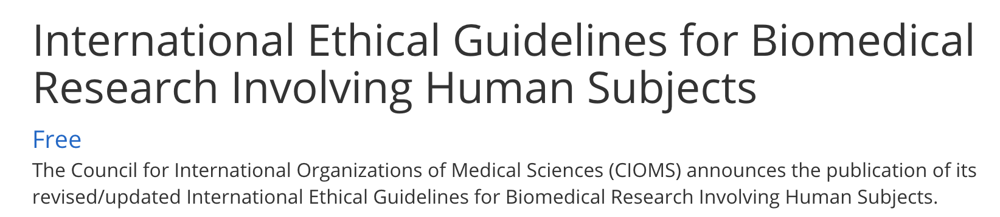 International Ethical Guidelines for Biomedical
Research Involving Human Subjects
Free
The Council for International Organizations of Medical Sciences (CIOMS) announces the publication of its
revised/updated International Ethical Guidelines for Biomedical Research Involving Human Subjects.